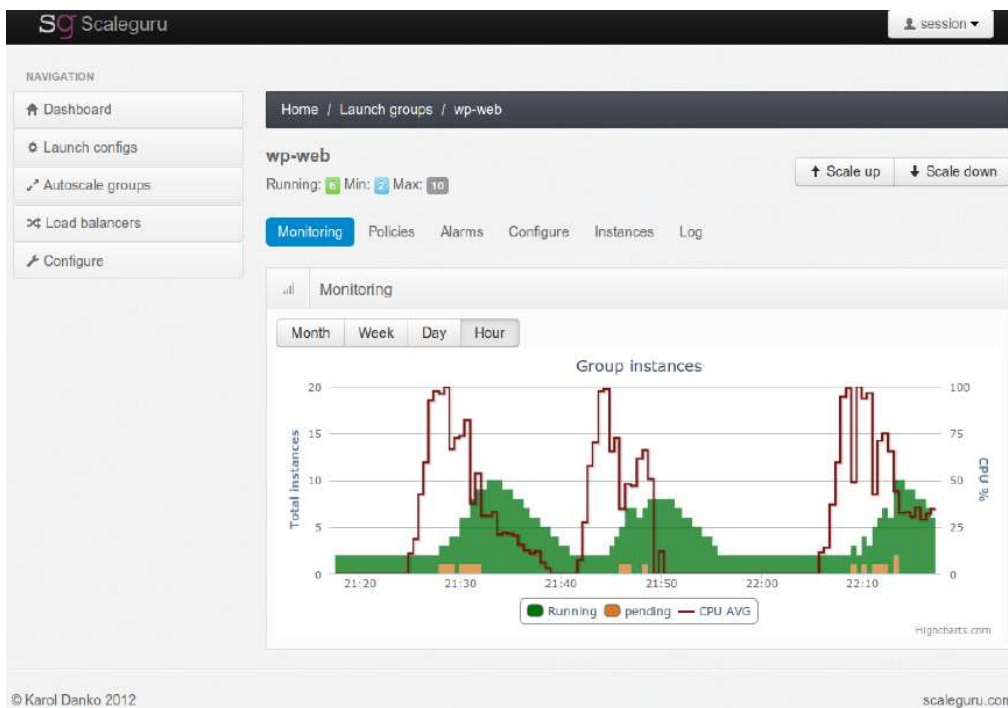 sg Scaleguru
session
NAVIGATION
Dashboard
Launch configs
Autoscale groups
Load balancers
Configure
Home / Launch groups / wp-web
wp-web
Running: 6 Min: 2 Max: 10
Scale up
Scale down
Monitoring Policies Alarms Configure Instances Log
Monitoring
Month Week Day Hour
Group instances
Total instances
20
15
10
5
0
100
75
50
25
0
CPU %
21:20 21:30 21:40 21:50 22:00 22:10
Running pending CPU AVG
Highcharts.com
© Karol Danko 2012
scaleguru.com